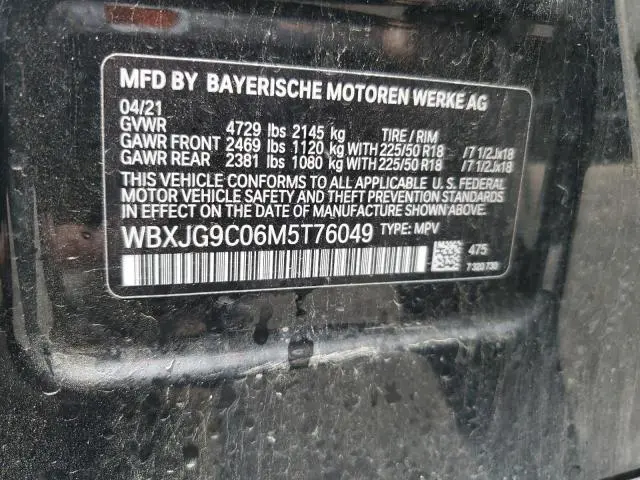 MFD BY BAYERISCHE MOTOREN WERKE AG
04/21
GVWR 4729 lbs 2145 kg TIRE / RIM
GAWR FRONT 2469 lbs 1120 kg WITH 225/50 R18 /7 1/2Jx18
GAWR REAR 2381 lbs 1080 kg WITH 225/50 R18 /7 1/2Jx18
THIS VEHICLE CONFORMS TO ALL APPLICABLE U. S. FEDERAL
MOTOR VEHICLE SAFETY AND THEFT PREVENTION STANDARDS
IN EFFECT ON THE DATE OF MANUFACTURE SHOWN ABOVE.
WBXJG9C06M5T76049 TYPE: MPV
475
7 320 730